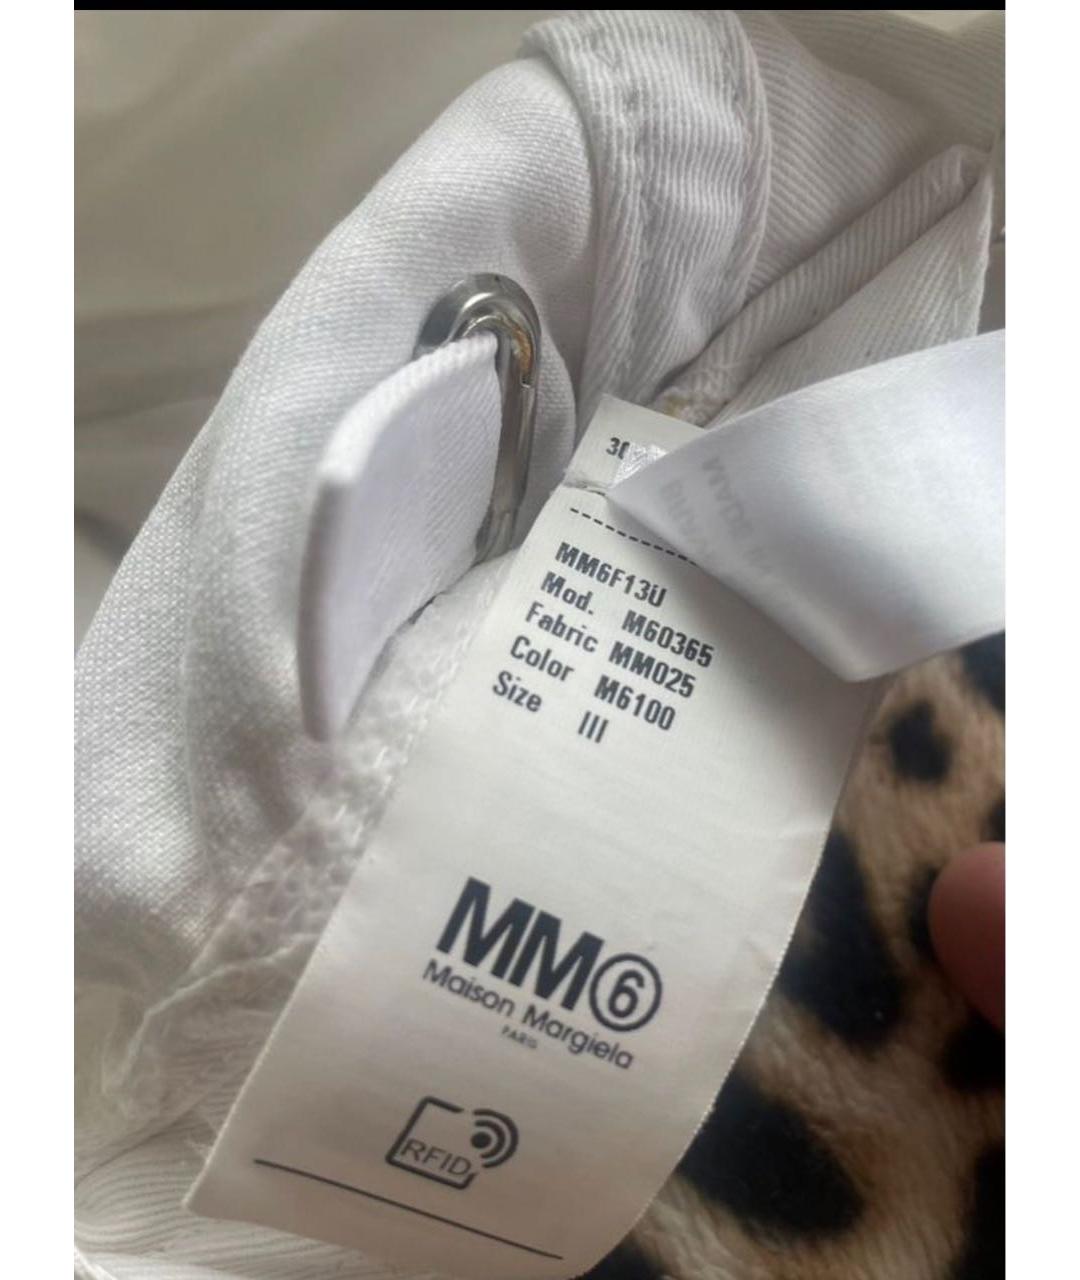 MM6F13U
Mod. M60365
Fabric MM025
Color M6100
Size III
MM6
Maison Margiela
PARIS
RFID